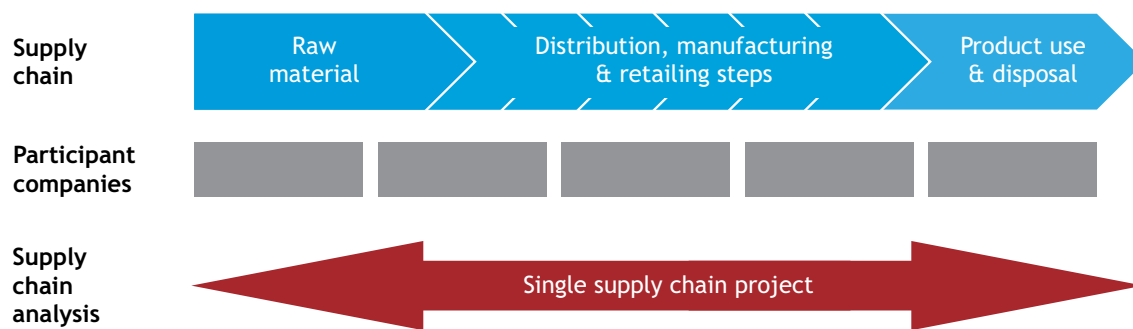 Supply
chain
Raw
material
Distribution, manufacturing
& retailing steps
Product use
& disposal
Participant
companies
Supply
chain
analysis
Single supply chain project